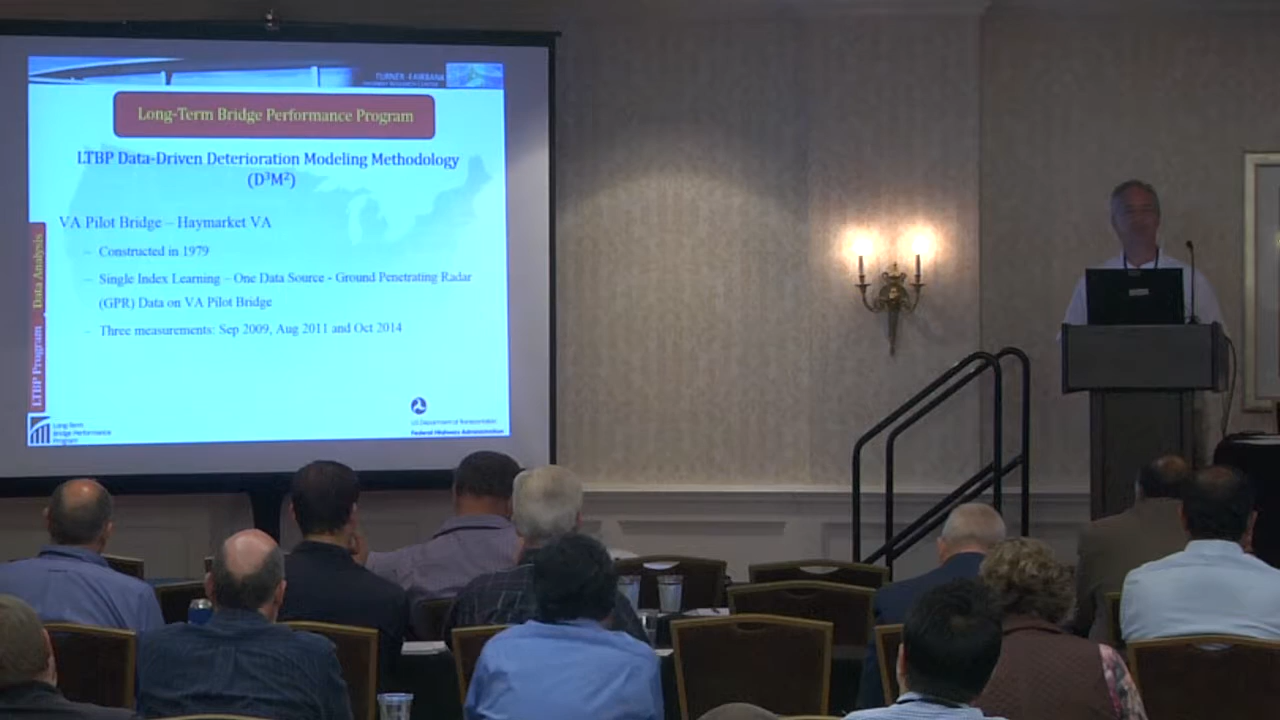 TURNER-FAIRBANK
Long-Term Bridge Performance Program
LTBP Data-Driven Deterioration Modeling Methodology
(D³M²)
VA Pilot Bridge – Haymarket VA
– Constructed in 1979
– Single Index Learning – One Data Source - Ground Penetrating Radar
(GPR) Data on VA Pilot Bridge
– Three measurements: Sep 2009, Aug 2011 and Oct 2014
LTBP Program Data Analysis
Long-Term
Bridge Performance
Program
U.S. Department of Transportation
Federal Highway Administration